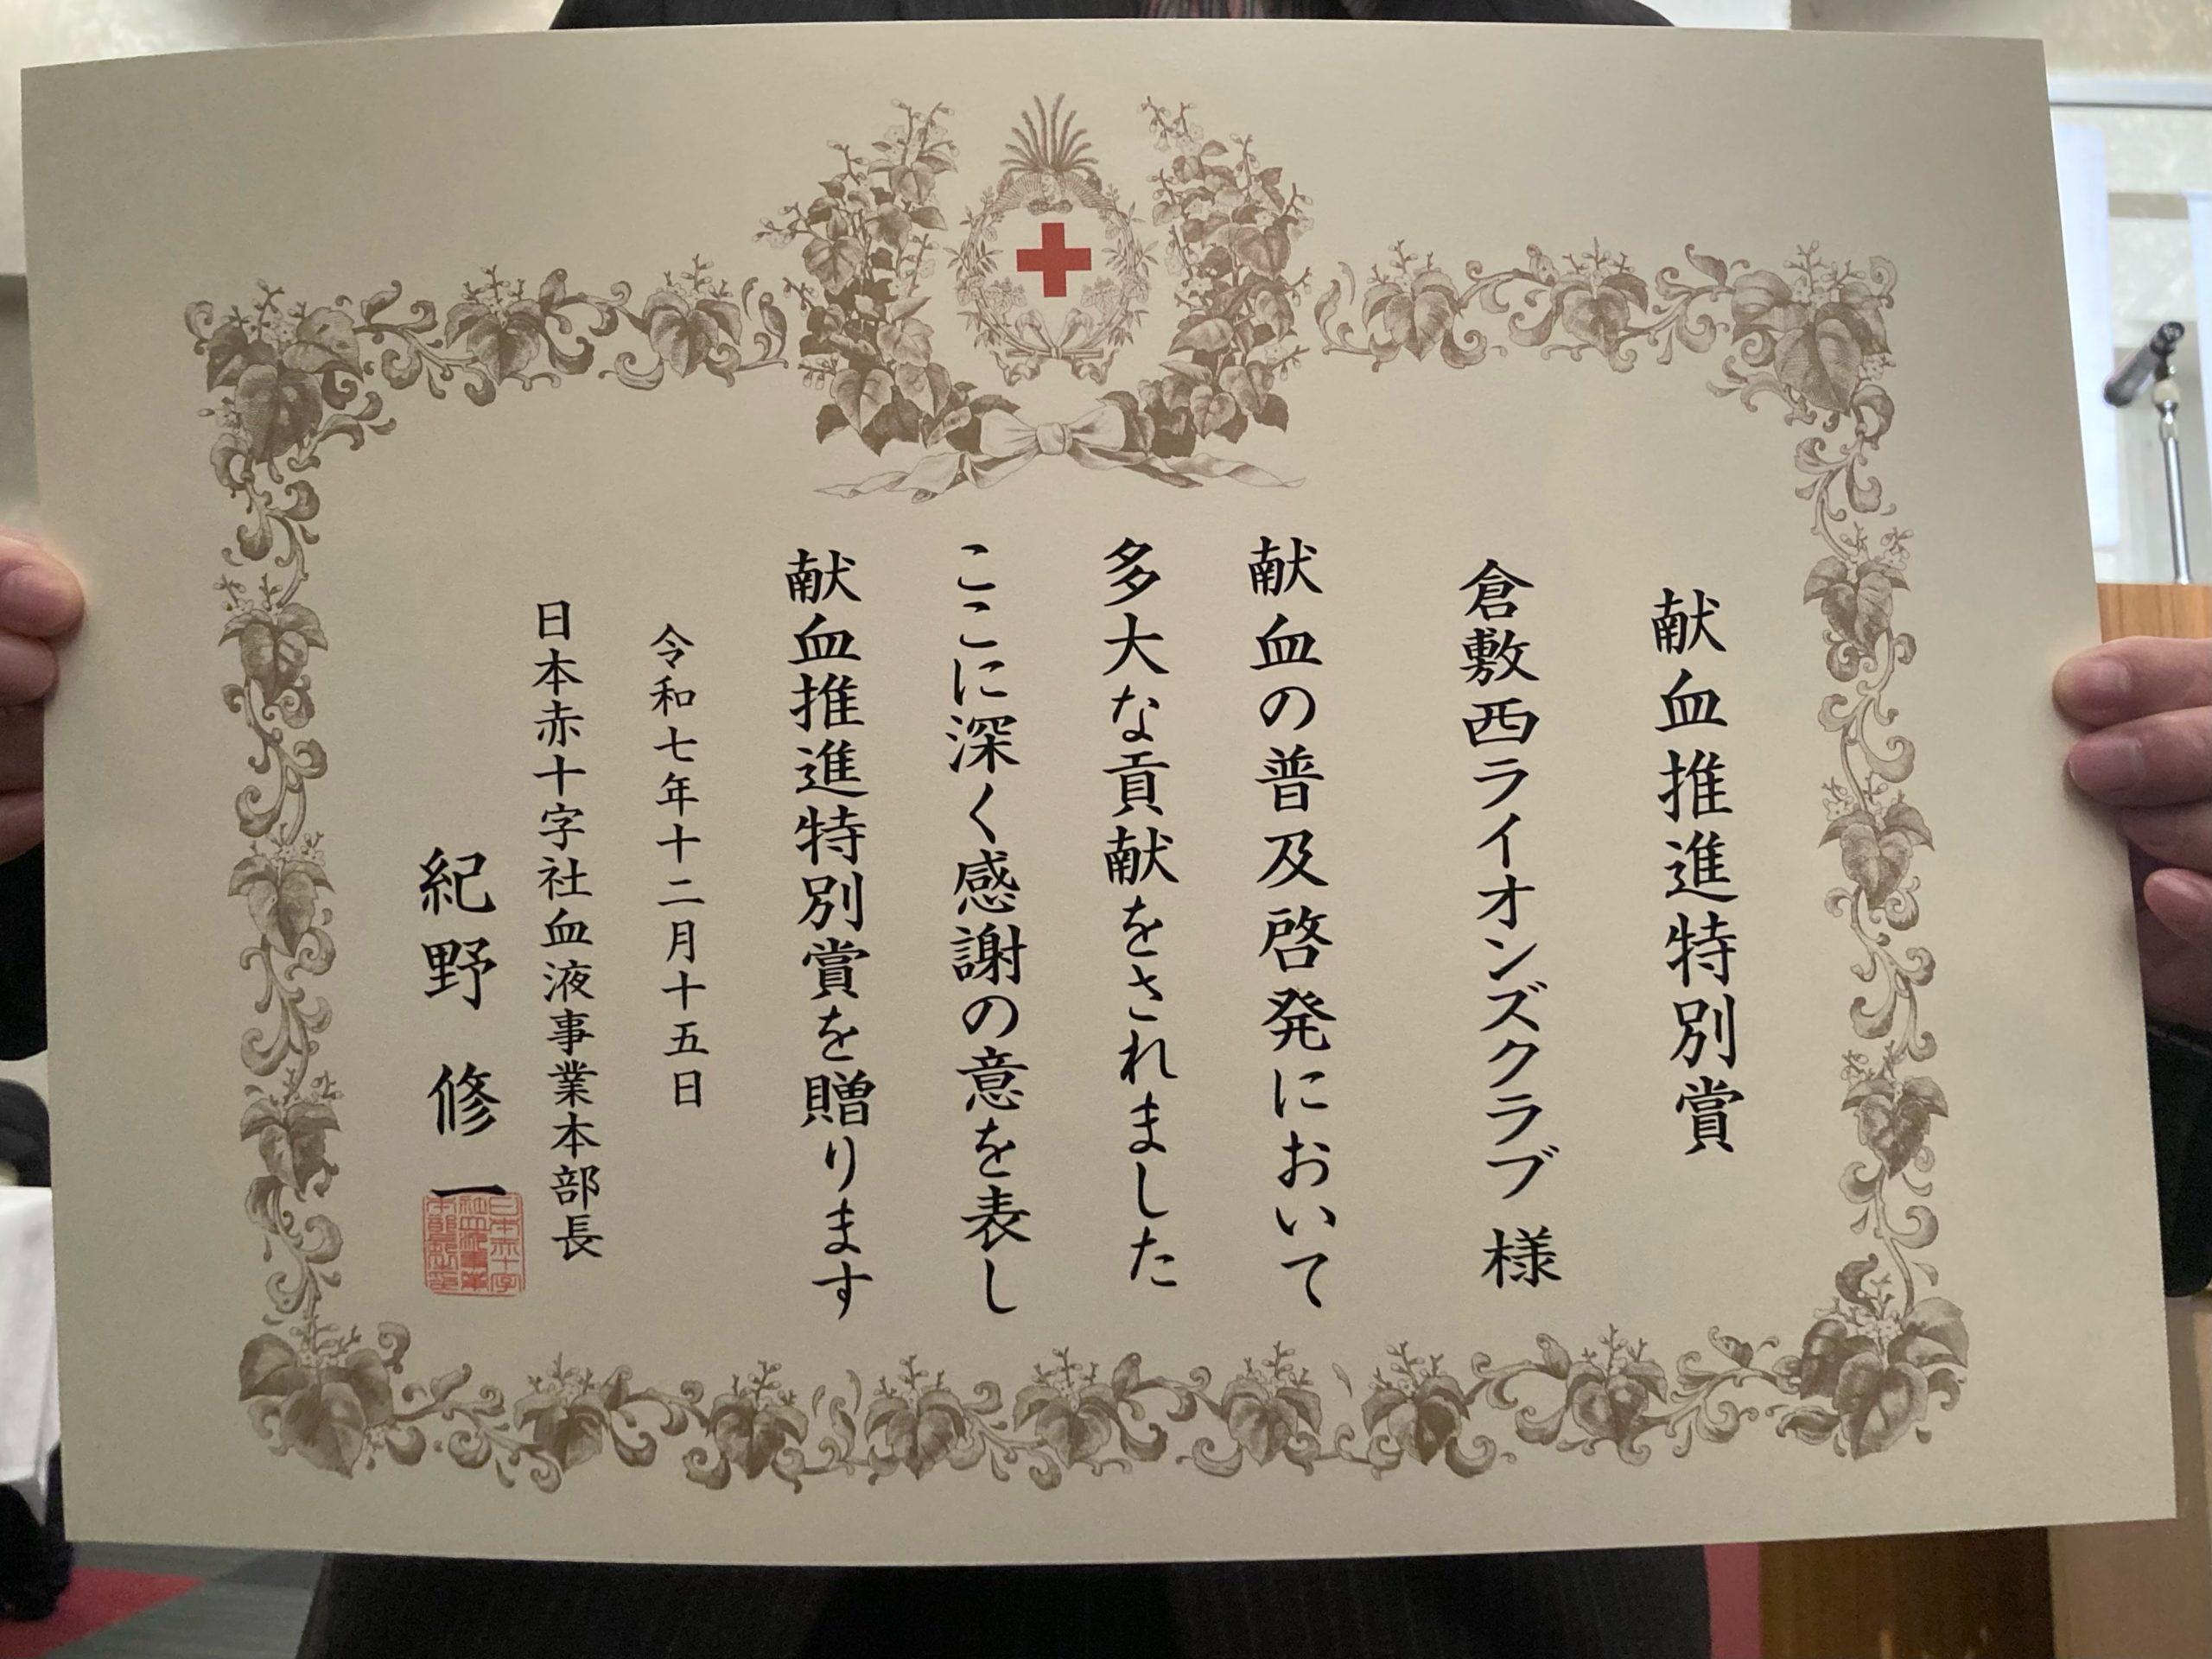 献血推進特別賞
倉敷西ライオンズクラブ 様
献血の普及啓発において
多大な貢献をされました
ここに深く感謝の意を表し
献血推進特別賞を贈ります
令和七年十二月十五日
日本赤十字社血液事業本部長
紀野 修一